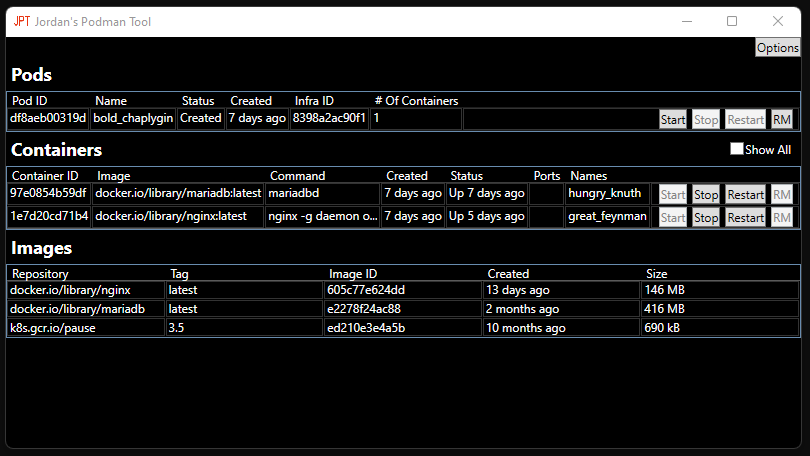 JPT Jordan's Podman Tool
Options
Pods
Pod ID Name Status Created Infra ID # Of Containers
df8aeb00319d bold_chaplygin Created 7 days ago 8398a2ac90f1 1 Start Stop Restart RM
Containers Show All
Container ID Image Command Created Status Ports Names
97e0854b59df docker.io/library/mariadb:latest mariadbd 7 days ago Up 7 days ago hungry_knuth Start Stop Restart RM
1e7d20cd71b4 docker.io/library/nginx:latest nginx -g daemon o... 7 days ago Up 5 days ago great_feynman Start Stop Restart RM
Images
Repository Tag Image ID Created Size
docker.io/library/nginx latest 605c77e624dd 13 days ago 146 MB
docker.io/library/mariadb latest e2278f24ac88 2 months ago 416 MB
k8s.gcr.io/pause 3.5 ed210e3e4a5b 10 months ago 690 kB